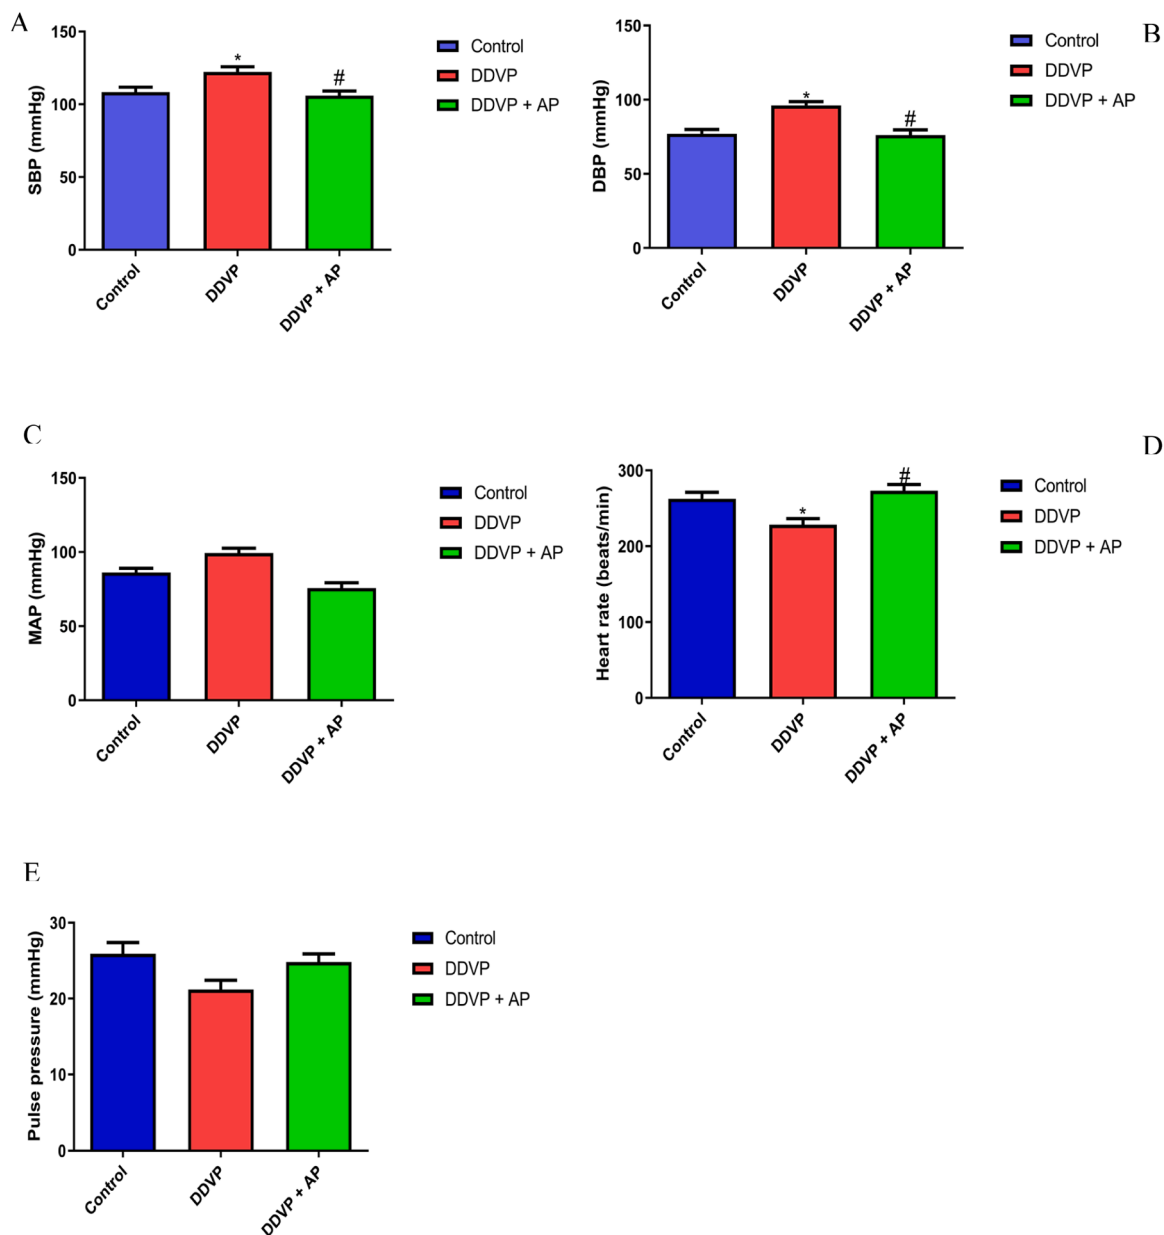 A
SBP (mmHg)
150
100
50
0
*
#
Control
DDVP
DDVP + AP
Control
DDVP
DDVP + AP
B
DBP (mmHg)
150
100
50
0
*
#
Control
DDVP
DDVP + AP
Control
DDVP
DDVP + AP
C
MAP (mmHg)
150
100
50
0
Control
DDVP
DDVP + AP
Control
DDVP
DDVP + AP
D
Heart rate (beats/min)
300
200
100
0
*
#
Control
DDVP
DDVP + AP
Control
DDVP
DDVP + AP
E
Pulse pressure (mmHg)
30
20
10
0
Control
DDVP
DDVP + AP
Control
DDVP
DDVP + AP